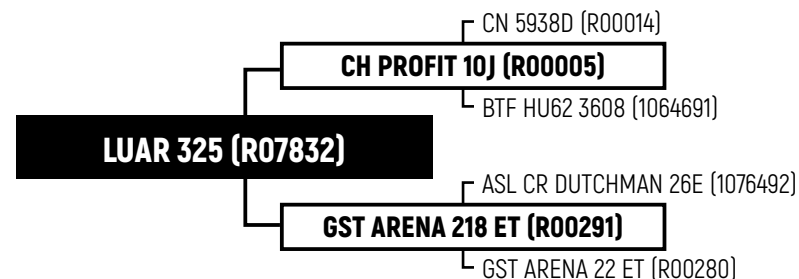 CN 5938D (R00014)
CH PROFIT 10J (R00005)
BTF HU62 3608 (1064691)
LUAR 325 (R07832)
ASL CR DUTCHMAN 26E (1076492)
GST ARENA 218 ET (R00291)
GST ARENA 22 ET (R00280)